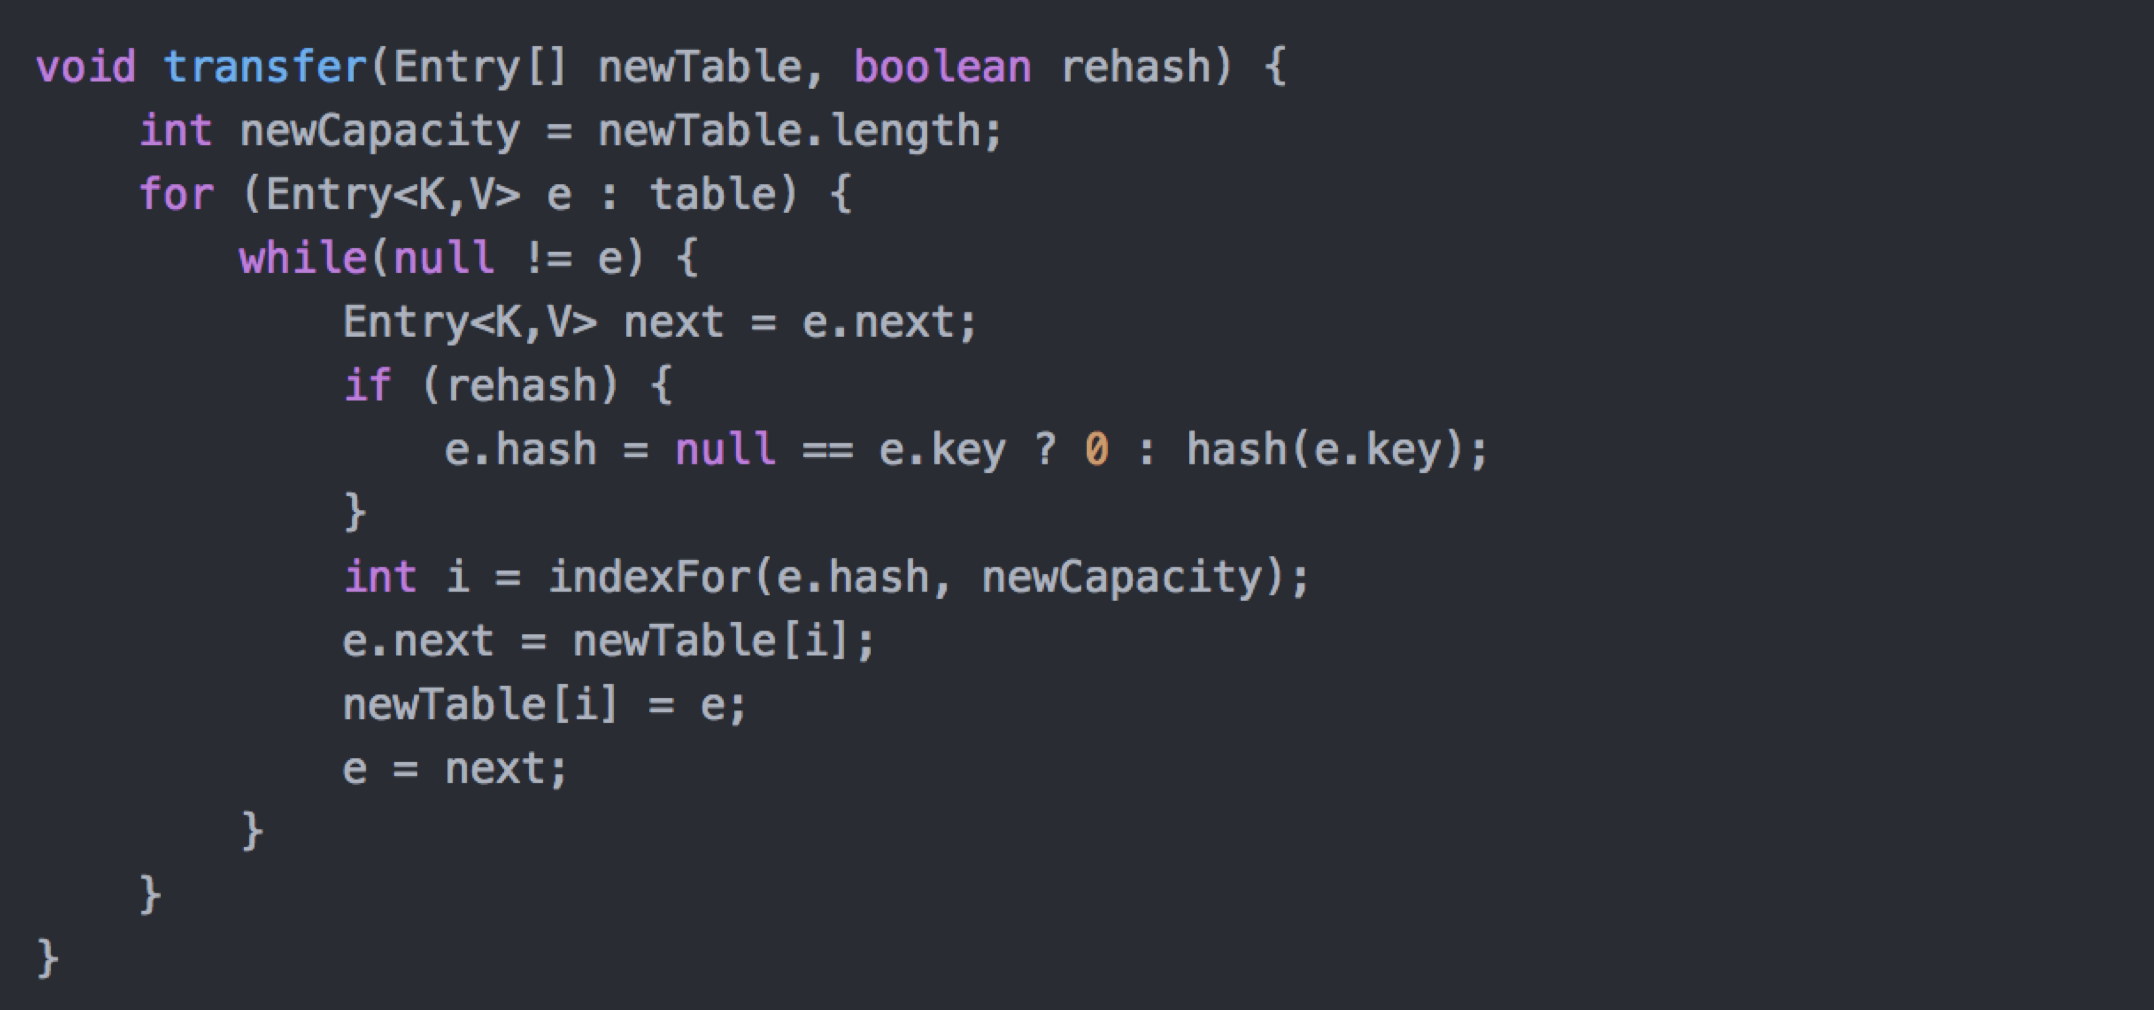 void transfer(Entry[] newTable, boolean rehash) {
    int newCapacity = newTable.length;
    for (Entry<K,V> e : table) {
        while(null != e) {
            Entry<K,V> next = e.next;
            if (rehash) {
                e.hash = null == e.key ? 0 : hash(e.key);
            }
            int i = indexFor(e.hash, newCapacity);
            e.next = newTable[i];
            newTable[i] = e;
            e = next;
        }
    }
}